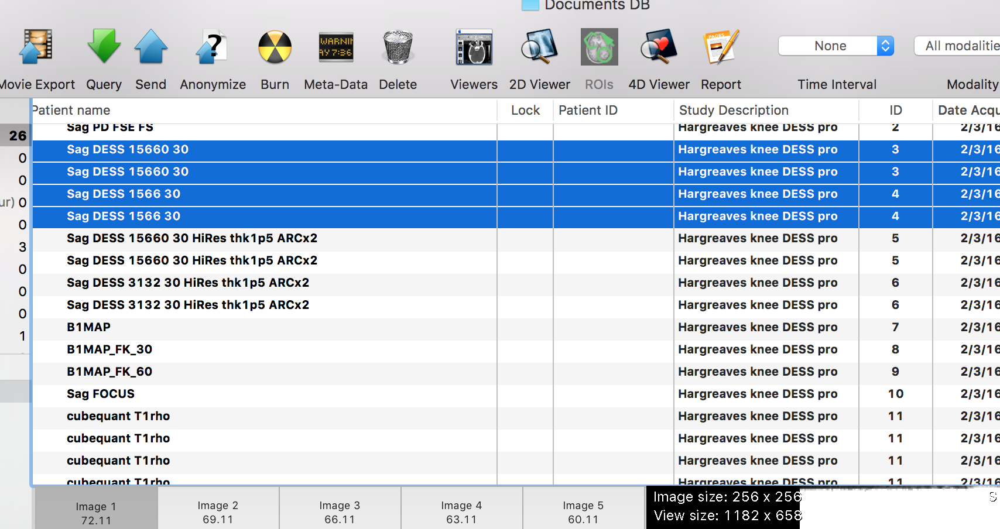 Documents DB
WARNIN
AY 7:36
?
PAGES
None
All modalitie
Movie Export Query Send Anonymize Burn Meta-Data Delete Viewers 2D Viewer ROIs 4D Viewer Report Time Interval Modality
Patient name Lock Patient ID Study Description ID Date Acqu
Sag PD FSE FS Hargreaves knee DESS pro 2 2/3/16
26
Sag DESS 15660 30 Hargreaves knee DESS pro 3 2/3/16
0
Sag DESS 15660 30 Hargreaves knee DESS pro 3 2/3/16
0
Sag DESS 1566 30 Hargreaves knee DESS pro 4 2/3/16
ur) 0
Sag DESS 1566 30 Hargreaves knee DESS pro 4 2/3/16
0
Sag DESS 15660 30 HiRes thk1p5 ARCx2 Hargreaves knee DESS pro 5 2/3/16
3
Sag DESS 15660 30 HiRes thk1p5 ARCx2 Hargreaves knee DESS pro 5 2/3/16
0
Sag DESS 3132 30 HiRes thk1p5 ARCx2 Hargreaves knee DESS pro 6 2/3/16
0
Sag DESS 3132 30 HiRes thk1p5 ARCx2 Hargreaves knee DESS pro 6 2/3/16
0
B1MAP Hargreaves knee DESS pro 7 2/3/16
1
B1MAP_FK_30 Hargreaves knee DESS pro 8 2/3/16
B1MAP_FK_60 Hargreaves knee DESS pro 9 2/3/16
Sag FOCUS Hargreaves knee DESS pro 10 2/3/16
cubequant T1rho Hargreaves knee DESS pro 11 2/3/16
cubequant T1rho Hargreaves knee DESS pro 11 2/3/16
cubequant T1rho Hargreaves knee DESS pro 11 2/3/16
cubequant T1rho Hargreaves knee DESS pro 11 2/3/16
Image 1 Image 2 Image 3 Image 4 Image 5
72.11 69.11 66.11 63.11 60.11
Image size: 256 x 256
View size: 1182 x 658
S